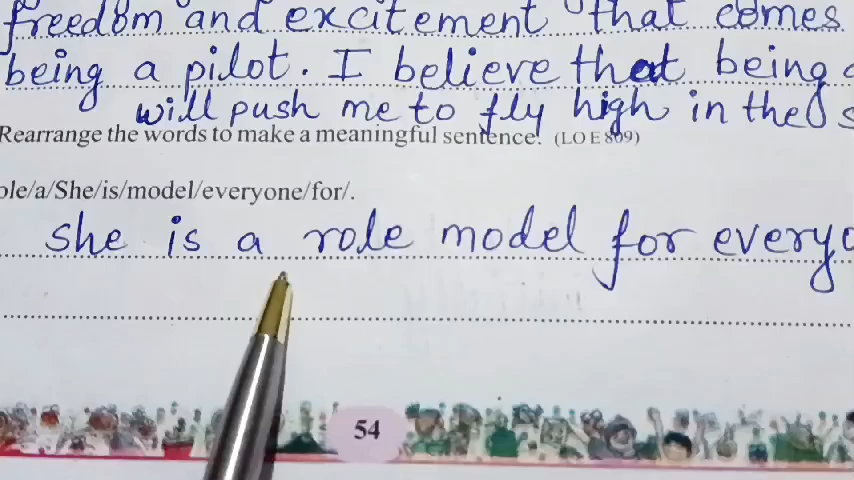 freedom and excitement that comes
being a pilot. I believe that being
will push me to fly high in the
Rearrange the words to make a meaningful sentence. (LO E 809)
ole/a/She/is/model/everyone/for/.
she is a role model for everyo
54